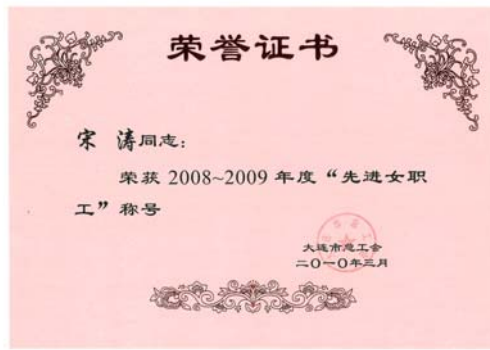 荣誉证书
宋 涛同志：
荣获 2008~2009 年度“先进女职
工”称号
大连市总工会
二〇一〇年三月